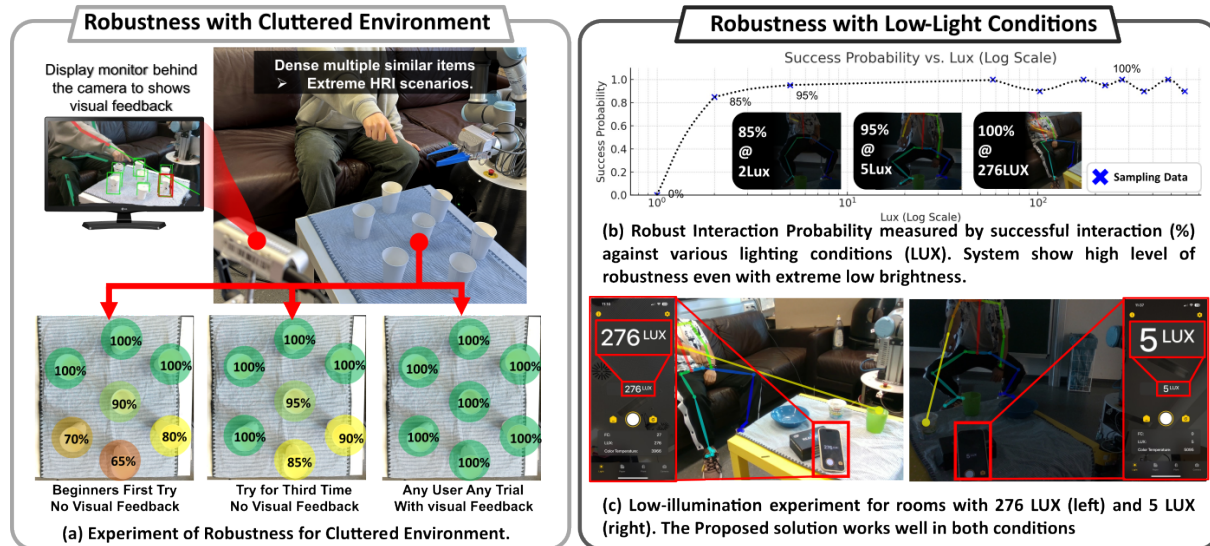 Robustness with Cluttered Environment
Display monitor behind
the camera to shows
visual feedback
Dense multiple similar items
➢ Extreme HRI scenarios.
100%
100%
100%
90%
70%
80%
65%
Beginners First Try
No Visual Feedback
100%
100%
100%
95%
100%
90%
85%
Try for Third Time
No Visual Feedback
100%
100%
100%
100%
100%
100%
100%
Any User Any Trial
With visual Feedback
(a) Experiment of Robustness for Cluttered Environment.
Robustness with Low-Light Conditions
Success Probability vs. Lux (Log Scale)
Success Probability
1.0
0.8
0.6
0.4
0.2
0.0
0%
85%
95%
100%
85%
@
2Lux
95%
@
5Lux
100%
@
276LUX
Sampling Data
10⁰
10¹
10²
Lux (Log Scale)
(b) Robust Interaction Probability measured by successful interaction (%)
against various lighting conditions (LUX). System show high level of
robustness even with extreme low brightness.
276 LUX
276 LUX
5 LUX
5 LUX
(c) Low-illumination experiment for rooms with 276 LUX (left) and 5 LUX
(right). The Proposed solution works well in both conditions